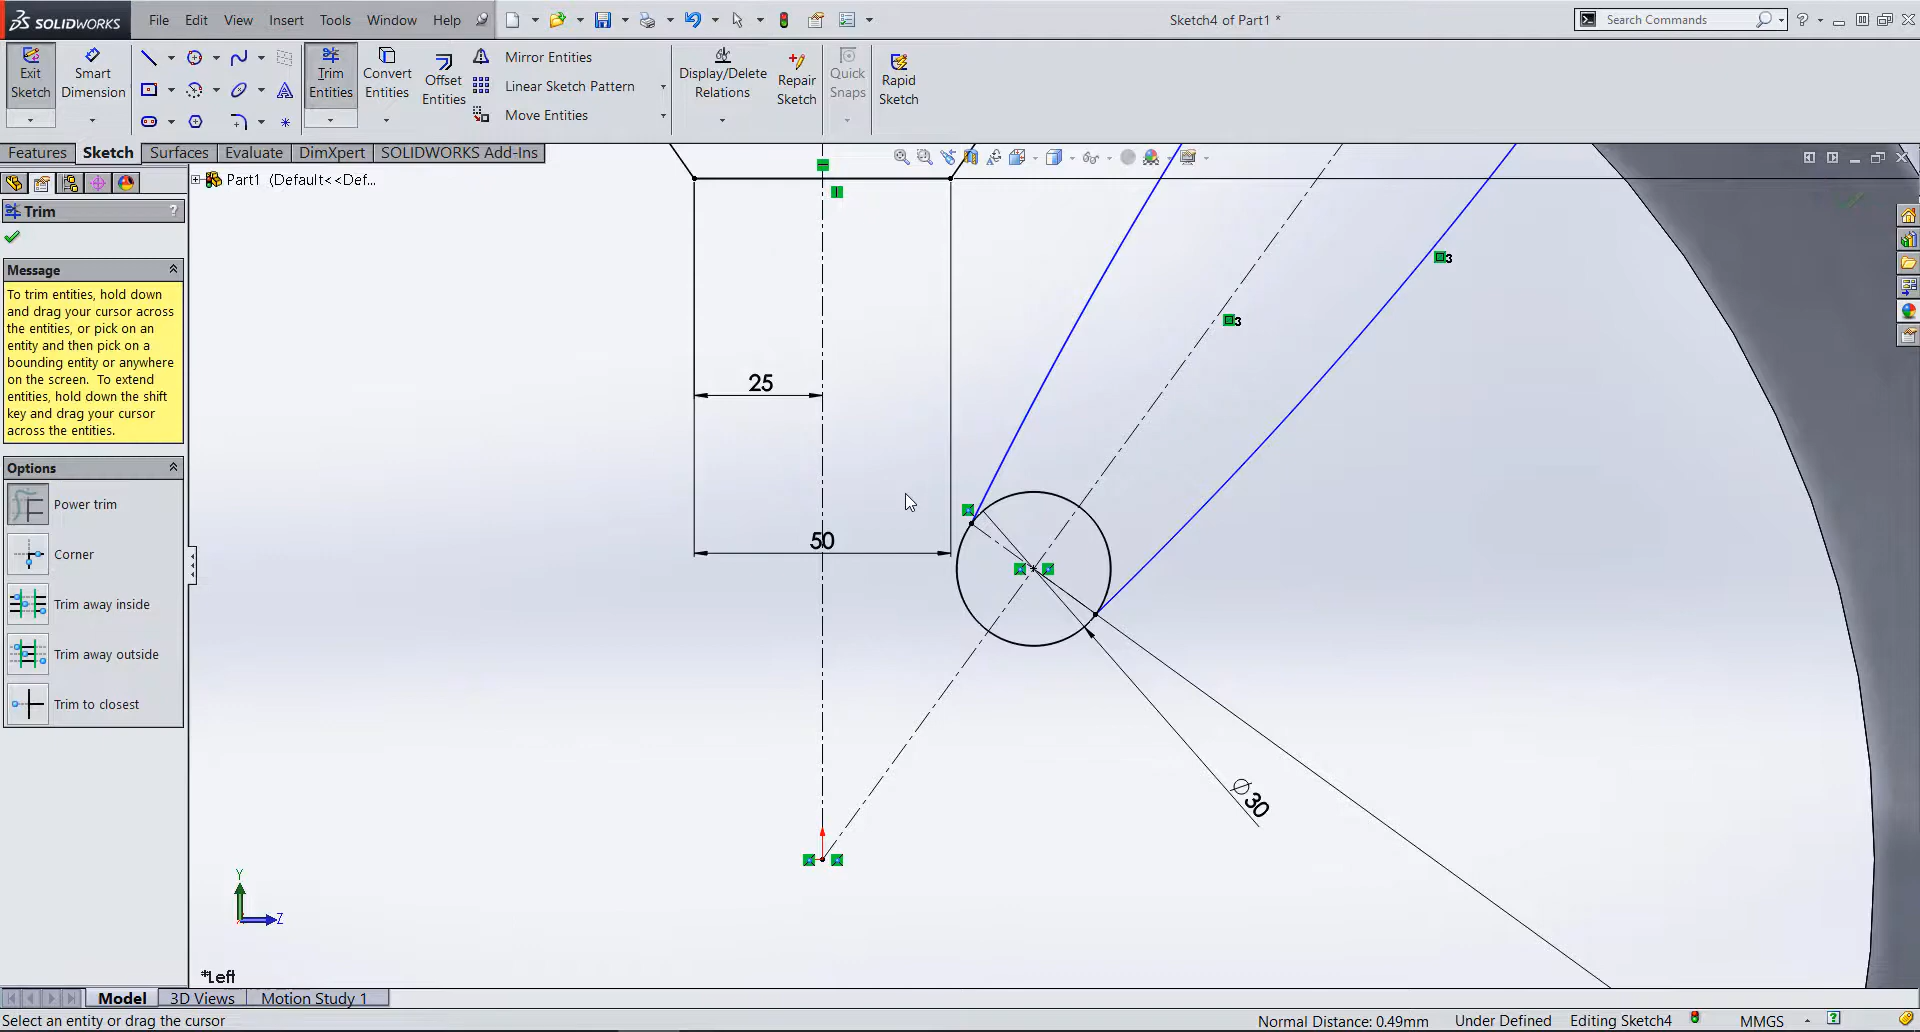 SOLIDWORKS File Edit View Insert Tools Window Help Sketch4 of Part1 * Search Commands ?
Exit Sketch
Smart Dimension
Trim Entities
Convert Entities
Offset Entities
Mirror Entities
Linear Sketch Pattern
Move Entities
Display/Delete Relations
Repair Sketch
Quick Snaps
Rapid Sketch
Features Sketch Surfaces Evaluate DimXpert SOLIDWORKS Add-Ins
Part1 (Default<<Def...
Trim ?
Message
To trim entities, hold down
and drag your cursor across
the entities, or pick on an
entity and then pick on a
bounding entity or anywhere
on the screen. To extend
entities, hold down the shift
key and drag your cursor
across the entities.
Options
Power trim
Corner
Trim away inside
Trim away outside
Trim to closest
3
3
25
50
⌀30
Y
Z
*Left
Model 3D Views Motion Study 1
Select an entity or drag the cursor Normal Distance: 0.49mm Under Defined Editing Sketch4 MMGS ?